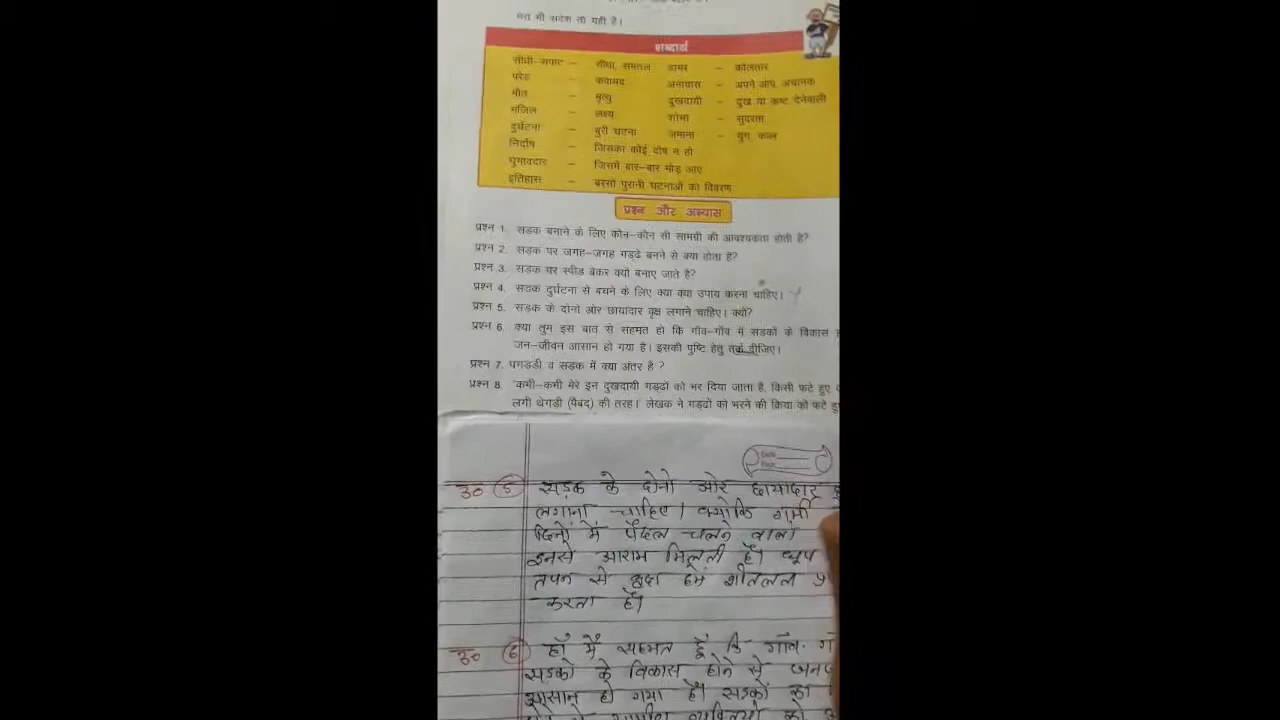 मेरा भी संदेश तो यही है।
शब्दार्थ
सीधी-सपाट – सीधा, समतल डामर – कोलतार
परेड – कवायद अनायास – अपने आप, अचानक
मौत – मृत्यु दुखदायी – दुख या कष्ट देनेवाली
मंजिल – लक्ष्य शोभा – सुंदरता
दुर्घटना – बुरी घटना जमाना – युग, काल
निर्दोष – जिसका कोई दोष न हो
घुमावदार – जिसमें बार-बार मोड़ आए
इतिहास – बरसों पुरानी घटनाओं का विवरण
प्रश्न और अभ्यास
प्रश्न 1. सड़क बनाने के लिए कौन-कौन सी सामग्री की आवश्यकता होती है?
प्रश्न 2. सड़क पर जगह-जगह गड्ढे बनने से क्या होता है?
प्रश्न 3. सड़क पर स्पीड ब्रेकर क्यों बनाए जाते है?
प्रश्न 4. सड़क दुर्घटना से बचने के लिए क्या क्या उपाय करना चाहिए।
प्रश्न 5. सड़क के दोनों ओर छायादार वृक्ष लगाने चाहिए। क्यों?
प्रश्न 6. क्या तुम इस बात से सहमत हो कि गाँव-गाँव में सड़कों के विकास
जन-जीवन आसान हो गया है। इसकी पुष्टि हेतु तर्क दीजिए।
प्रश्न 7. पगडंडी व सड़क में क्या अंतर है ?
प्रश्न 8. 'कभी-कभी मेरे इन दुखदायी गड्ढों को भर दिया जाता है, किसी फटे हुए
लगी थेगड़ी (पैबंद) की तरह।' लेखक ने गड्ढों को भरने की क्रिया को फटे
Date
Page
उ० 5 सड़क के दोनो ओर छायादार
लगाना चाहिए। क्योकि गर्मी
दिनों में पैदल चलने वालो
इनसे आराम मिलती है। धूप
तपन से हमें शीतलत
करता है।
उ० 6 हाँ मैं सहमत हूँ कि गाँव-
सड़को के विकास होने से
आसान हो गया है। सड़कों का